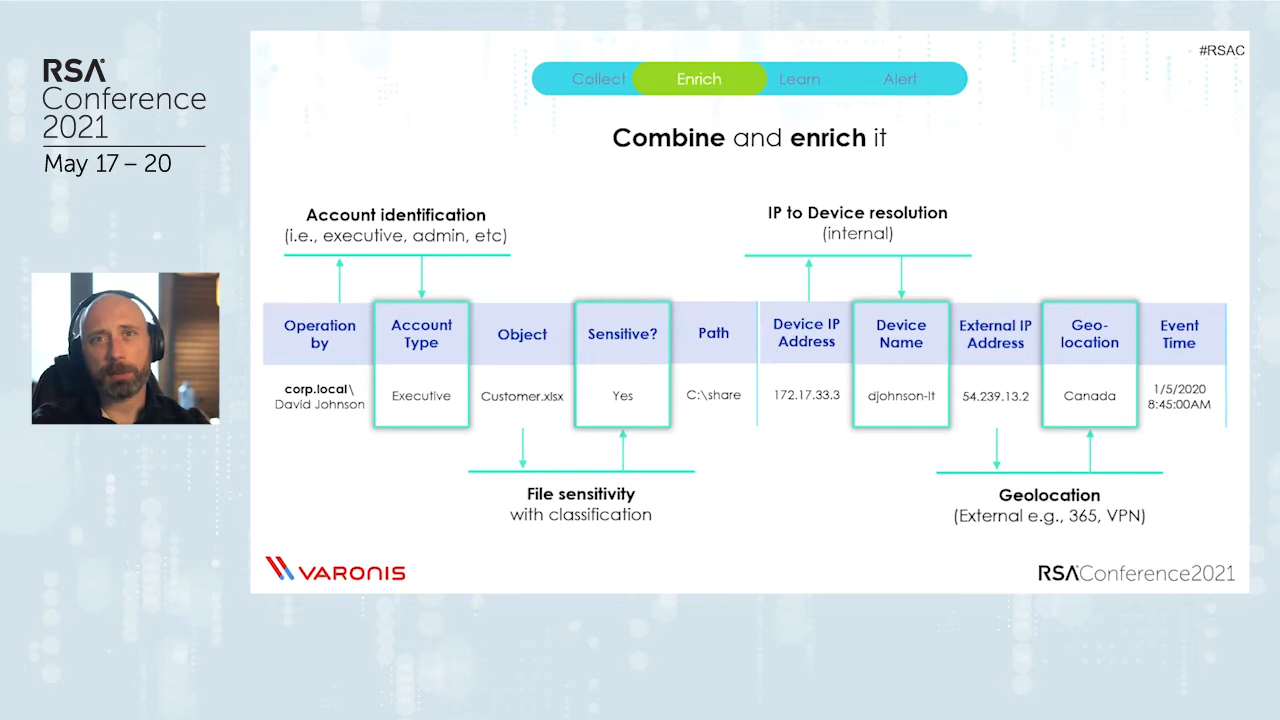 RSA
Conference
2021
May 17 – 20
#RSAC
Collect Enrich Learn Alert
Combine and enrich it
Account identification
(i.e., executive, admin, etc)
IP to Device resolution
(internal)
Operation by Account Type Object Sensitive? Path Device IP Address Device Name External IP Address Geo-location Event Time
corp.local\ David Johnson Executive Customer.xlsx Yes C:\share 172.17.33.3 djohnson-lt 54.239.13.2 Canada 1/5/2020 8:45:00AM
File sensitivity
with classification
Geolocation
(External e.g., 365, VPN)
VARONIS
RSAConference2021